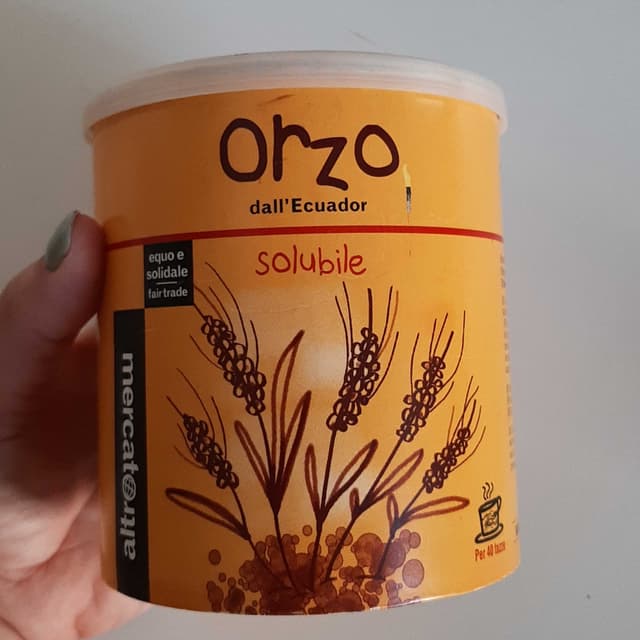 orzo
dall'Ecuador
solubile
equo e
solidale
fair trade
altromercato
Per 40 tazze